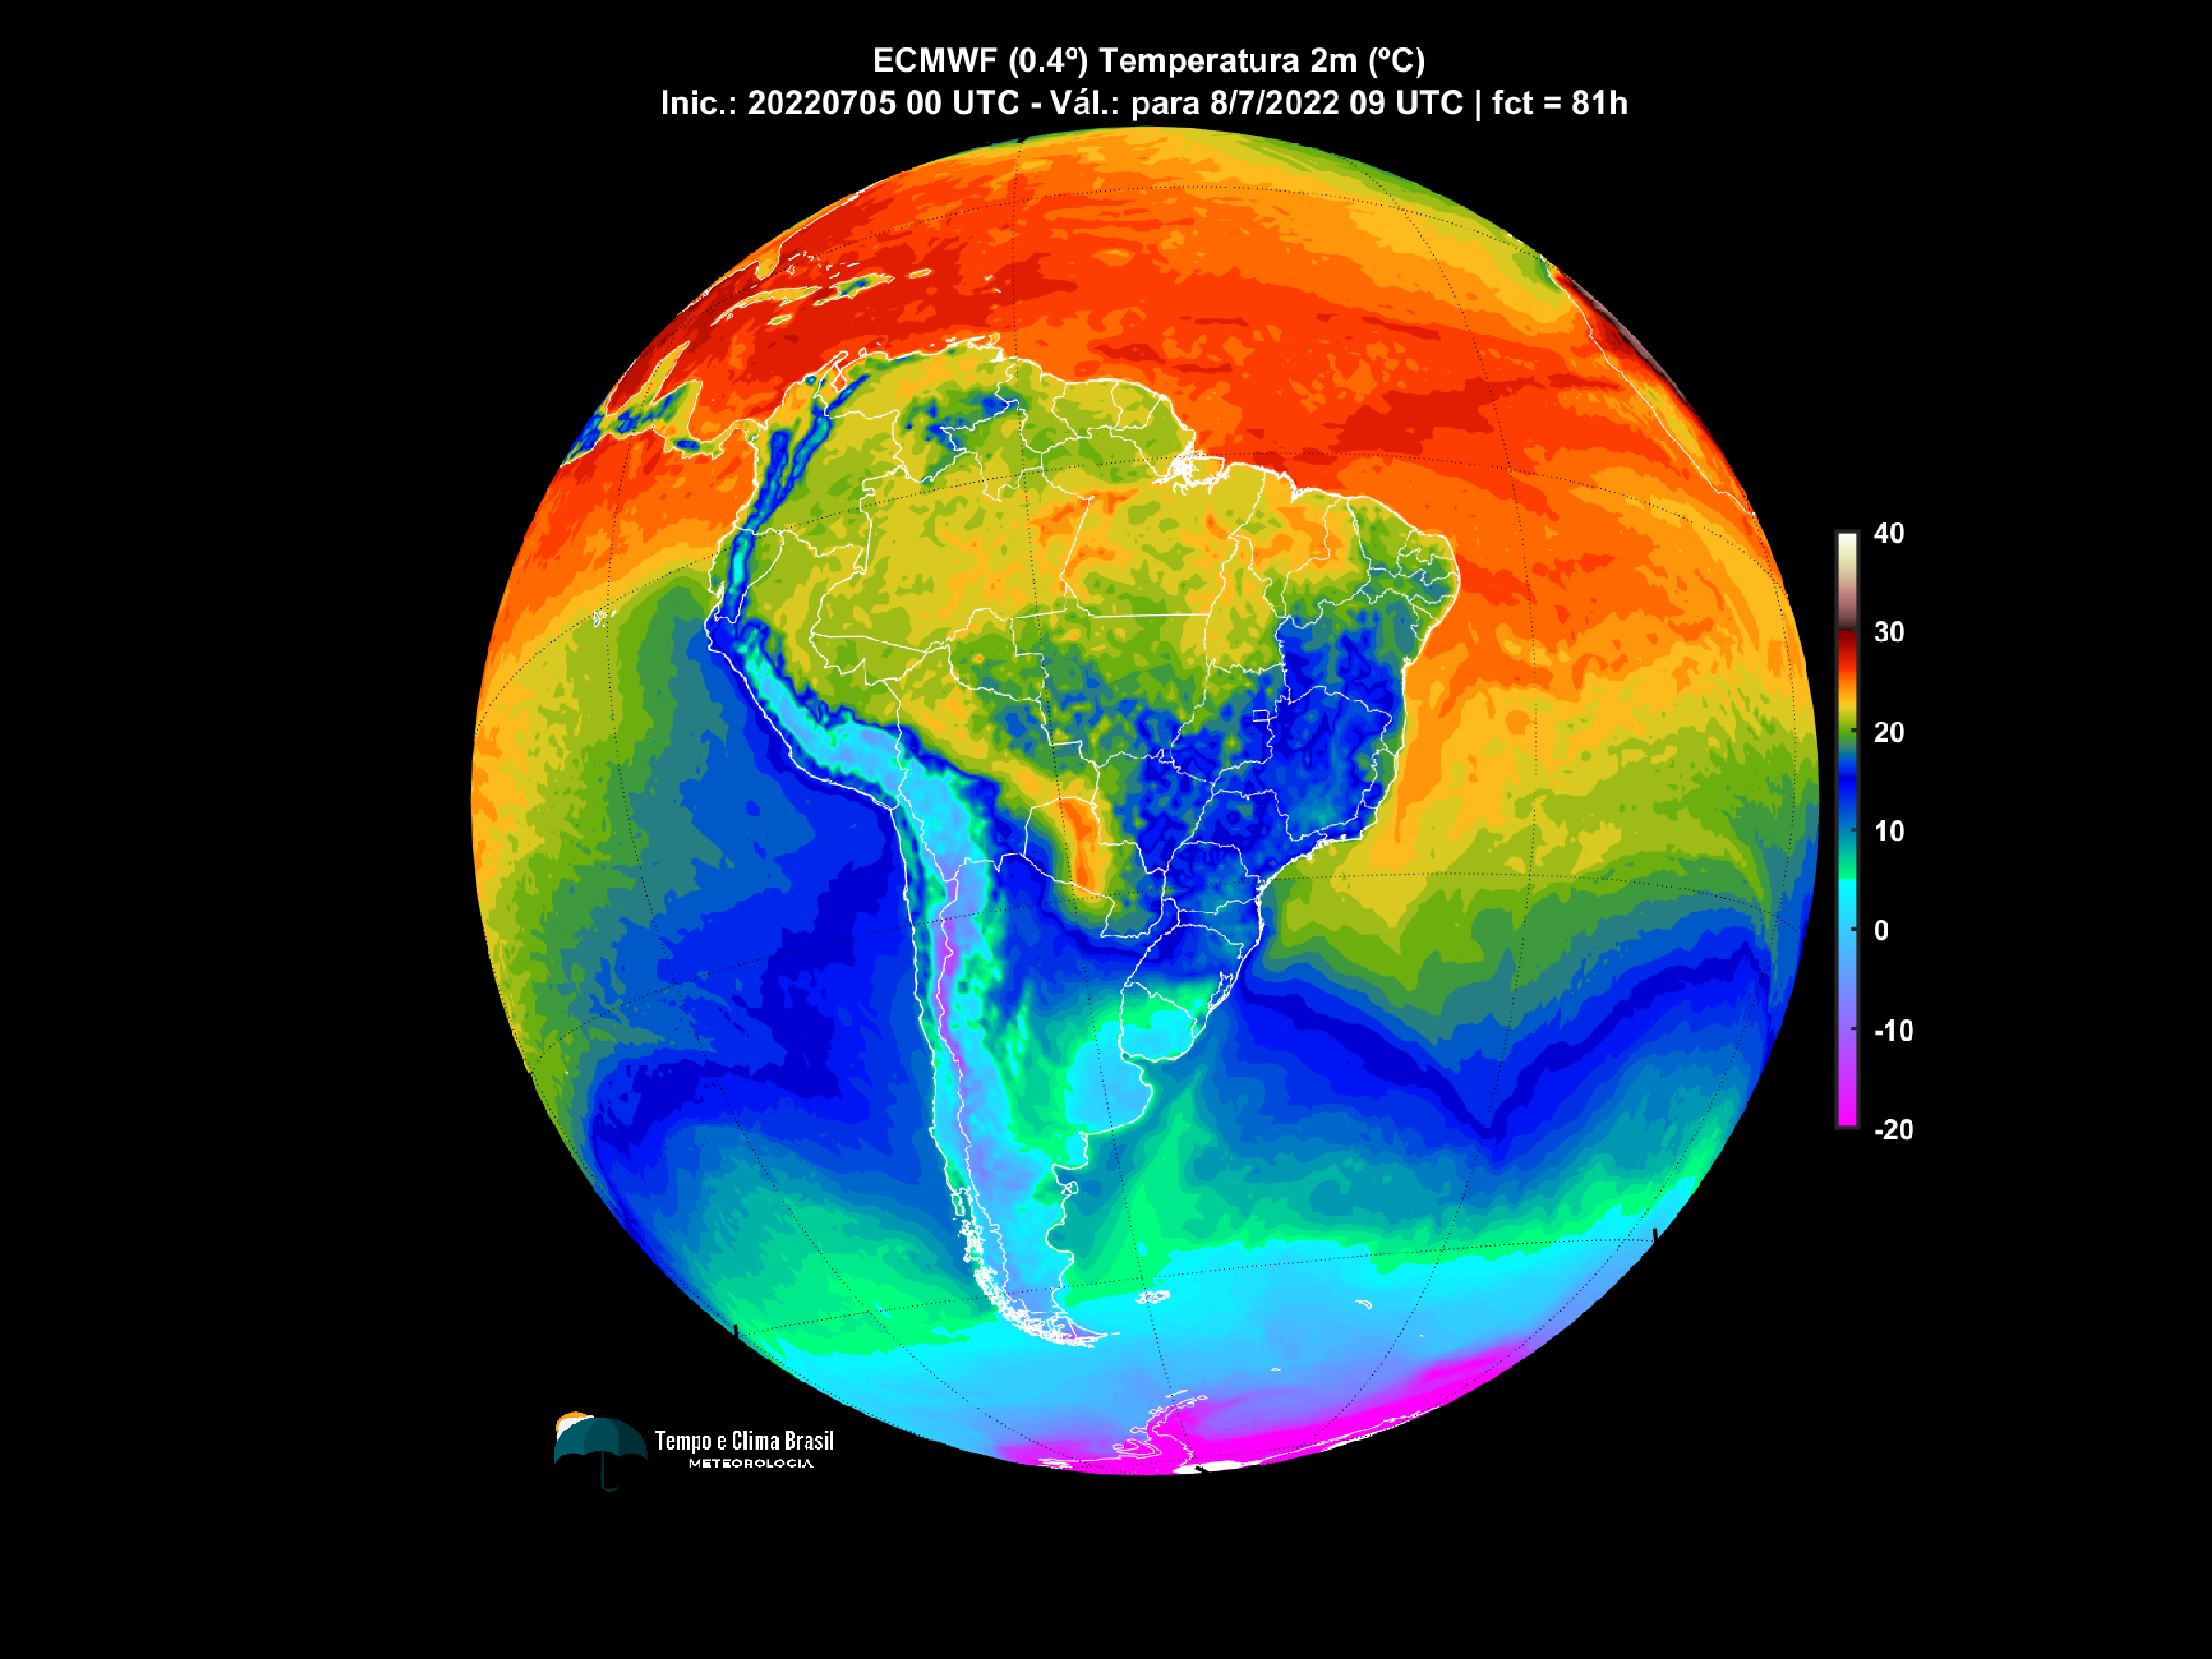 ECMWF (0.4º) Temperatura 2m (ºC)
Inic.: 20220705 00 UTC - Vál.: para 8/7/2022 09 UTC | fct = 81h
40
30
20
10
0
-10
-20
Tempo e Clima Brasil
METEOROLOGIA